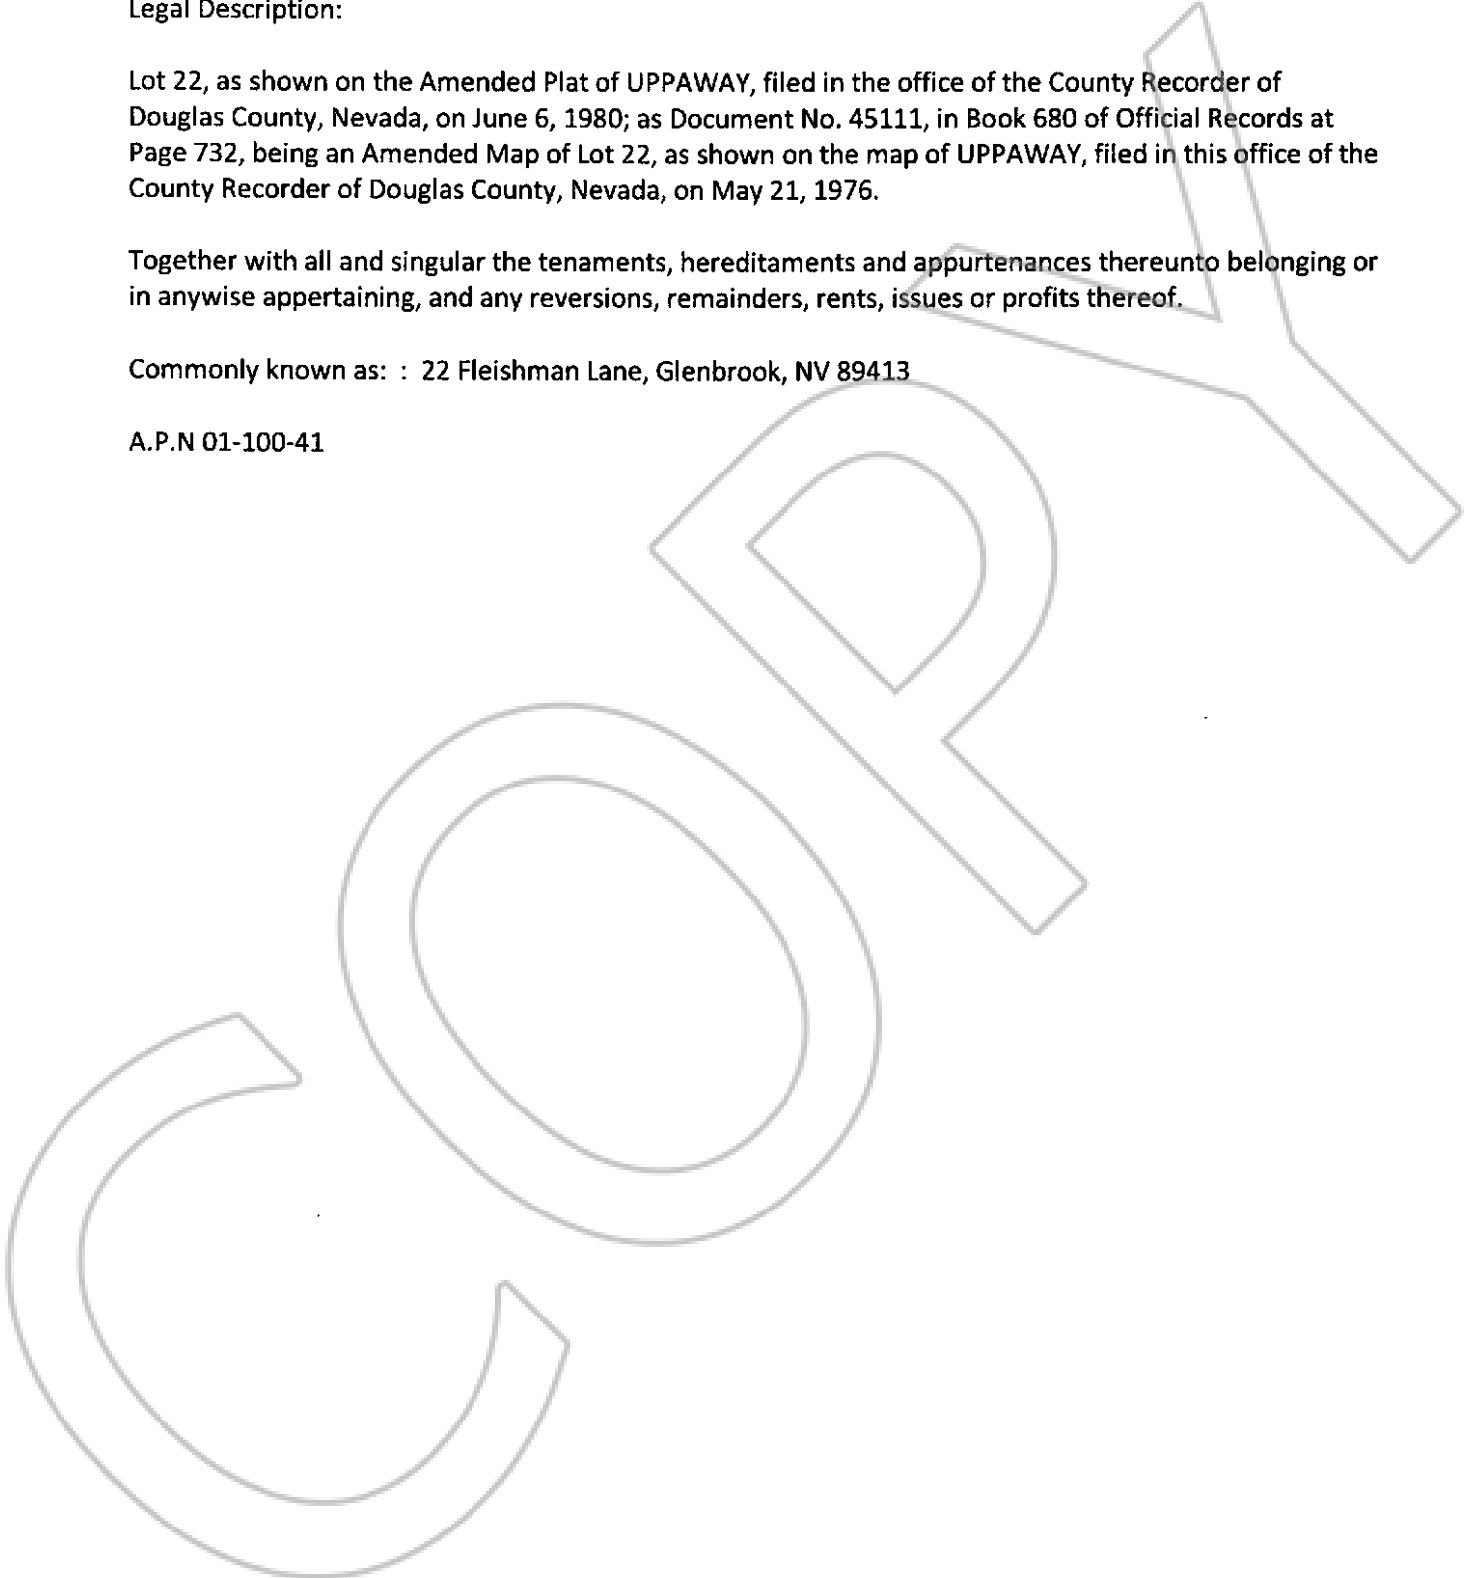 Legal Description:
Lot 22, as shown on the Amended Plat of UPPAWAY, filed in the office of the County Recorder of
Douglas County, Nevada, on June 6, 1980; as Document No. 45111, in Book 680 of Official Records at
Page 732, being an Amended Map of Lot 22, as shown on the map of UPPAWAY, filed in this office of the
County Recorder of Douglas County, Nevada, on May 21, 1976.
Together with all and singular the tenaments, hereditaments and appurtenances thereunto belonging or
in anywise appertaining, and any reversions, remainders, rents, issues or profits thereof.
Commonly known as: : 22 Fleishman Lane, Glenbrook, NV 89413
A.P.N 01-100-41
COPY